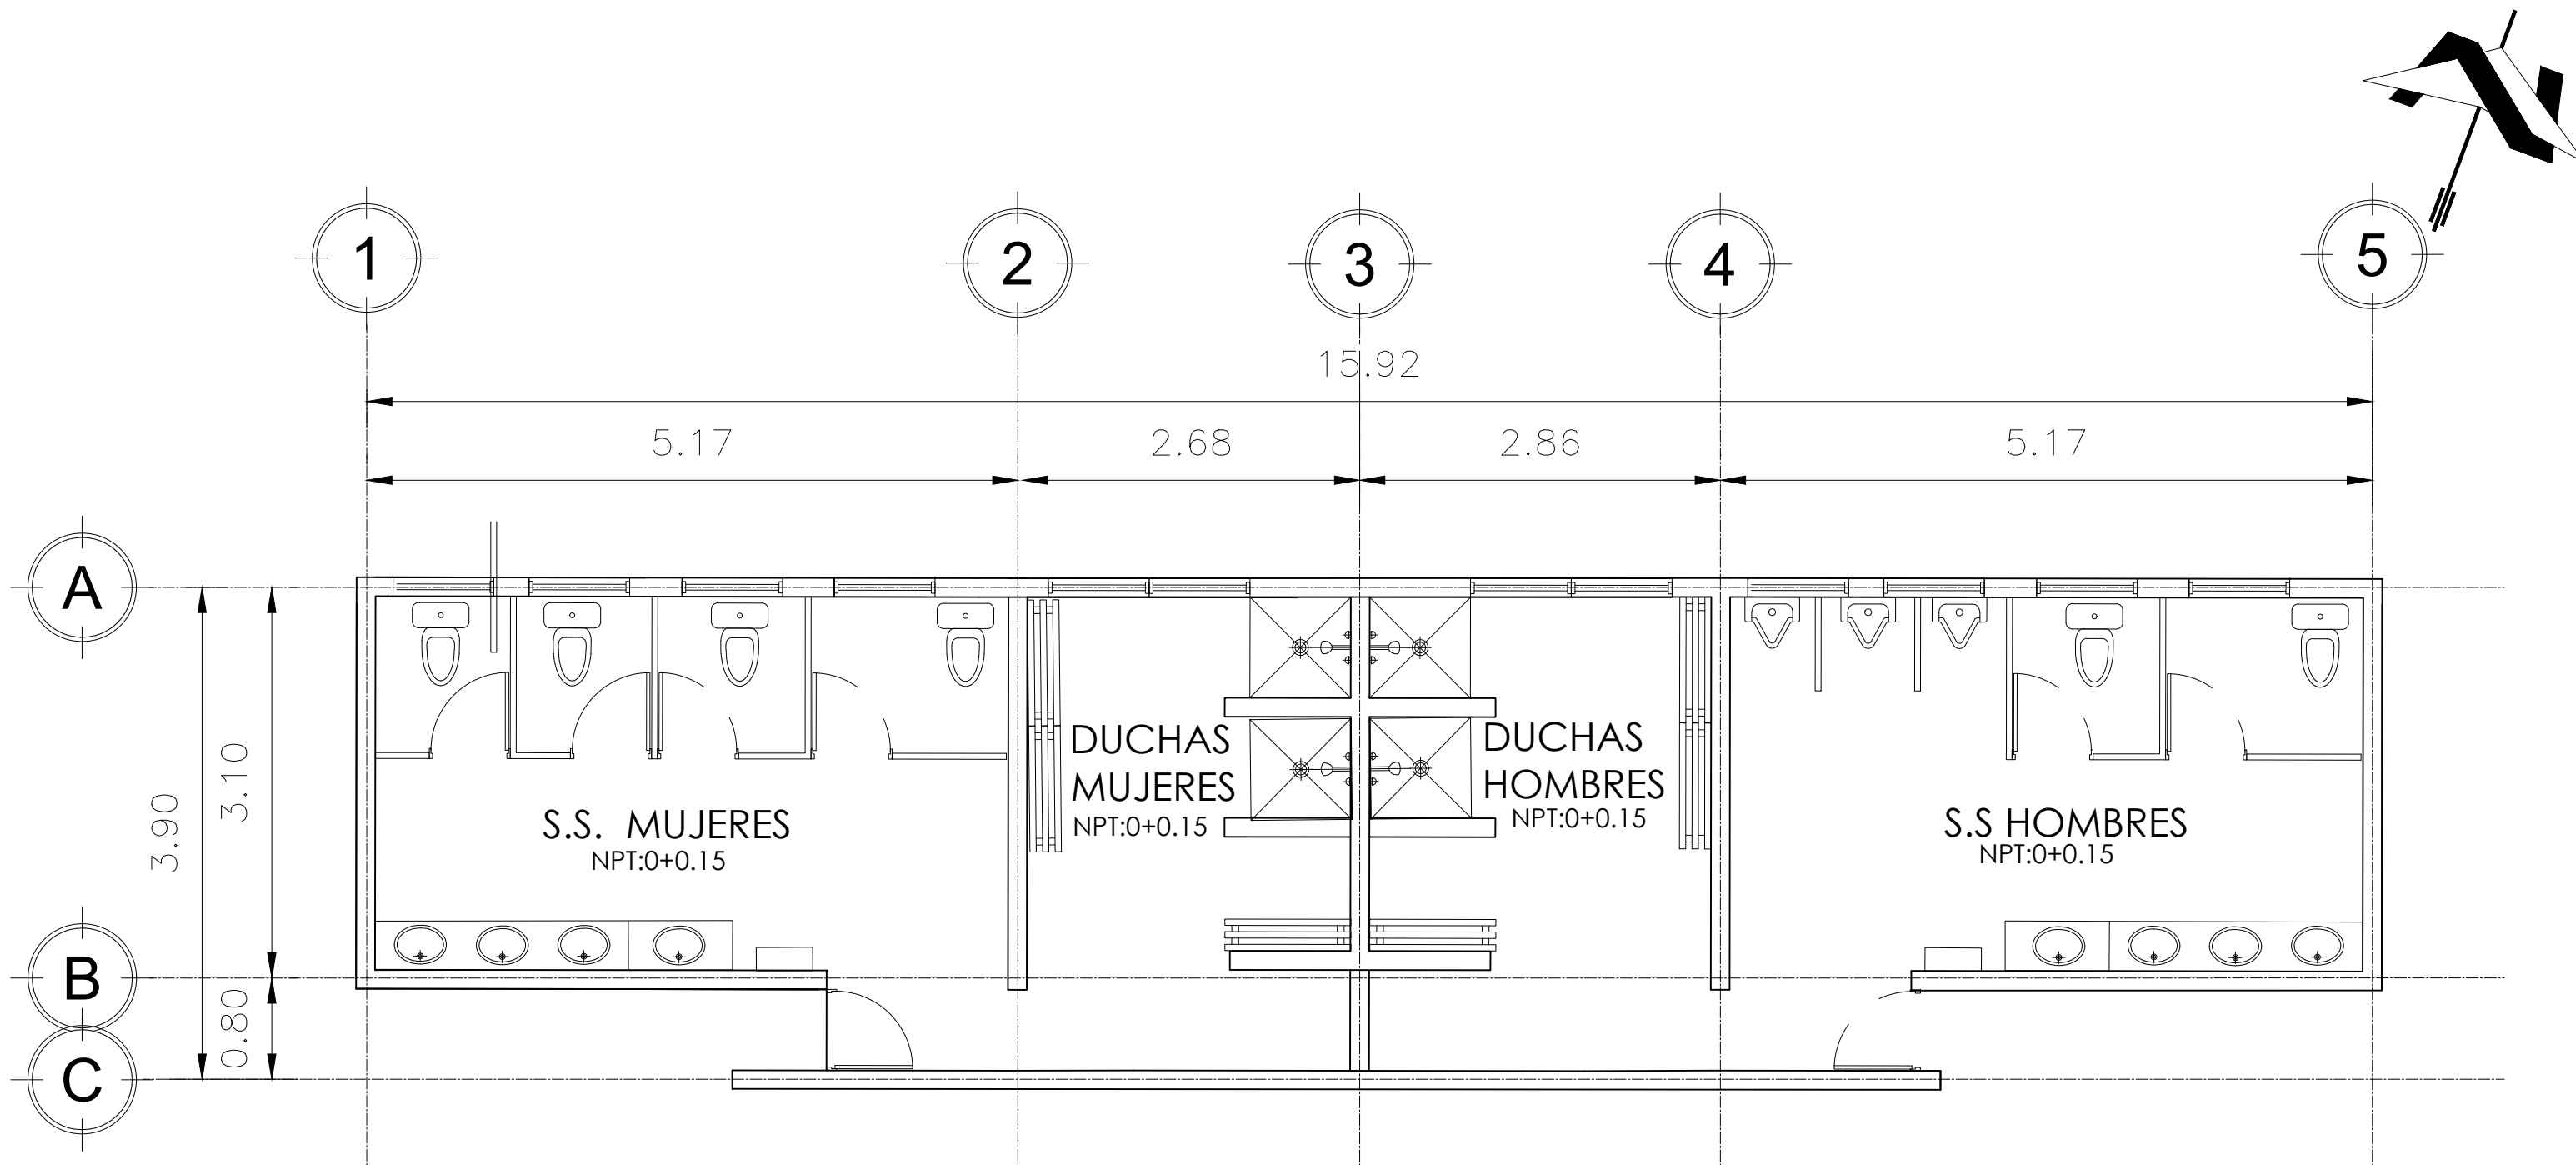 1
2
3
4
5
15.92
5.17
2.68
2.86
5.17
A
B
C
3.90
3.10
0.80
S.S. MUJERES
NPT:0+0.15
DUCHAS
MUJERES
NPT:0+0.15
DUCHAS
HOMBRES
NPT:0+0.15
S.S HOMBRES
NPT:0+0.15